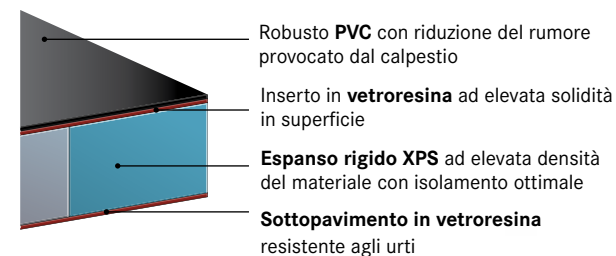 Robusto PVC con riduzione del rumore
provocato dal calpestio
Inserto in vetroresina ad elevata solidità
in superficie
Espanso rigido XPS ad elevata densità
del materiale con isolamento ottimale
Sottopavimento in vetroresina
resistente agli urti